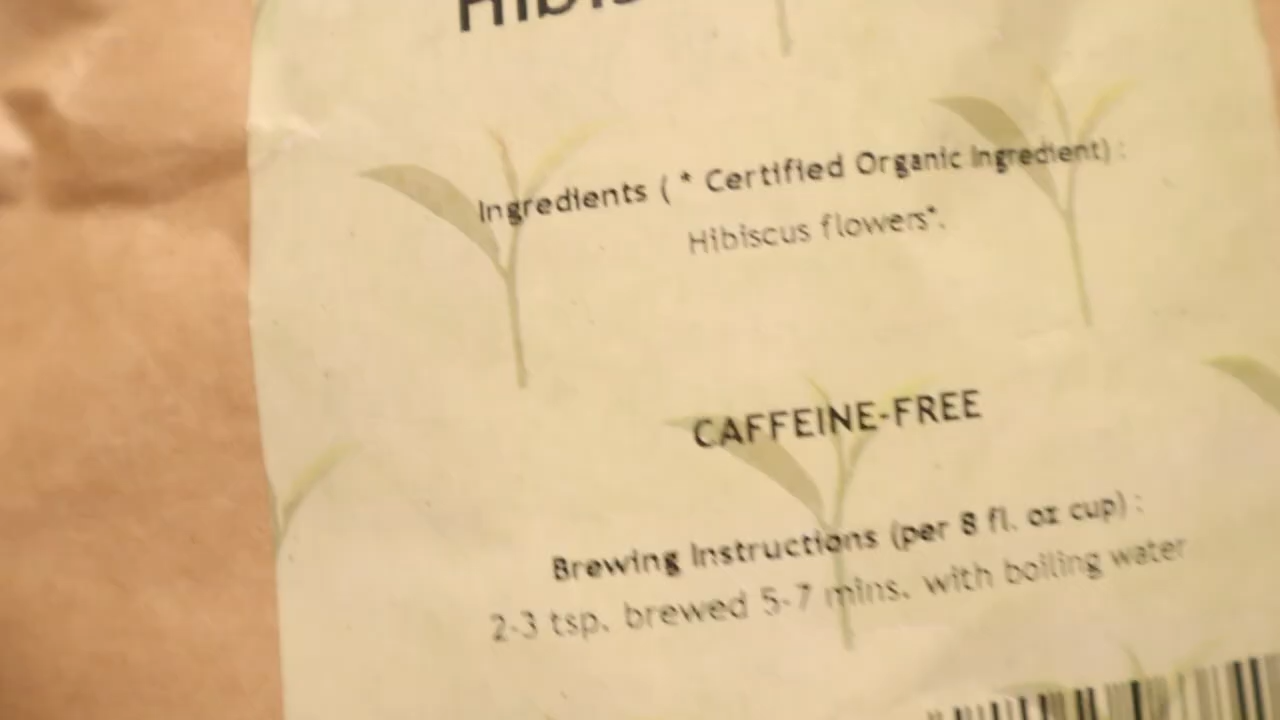 Hibis
Ingredients ( * Certified Organic Ingredient) :
Hibiscus flowers*.
CAFFEINE-FREE
Brewing Instructions (per 8 fl. oz cup) :
2-3 tsp. brewed 5-7 mins. with boiling water